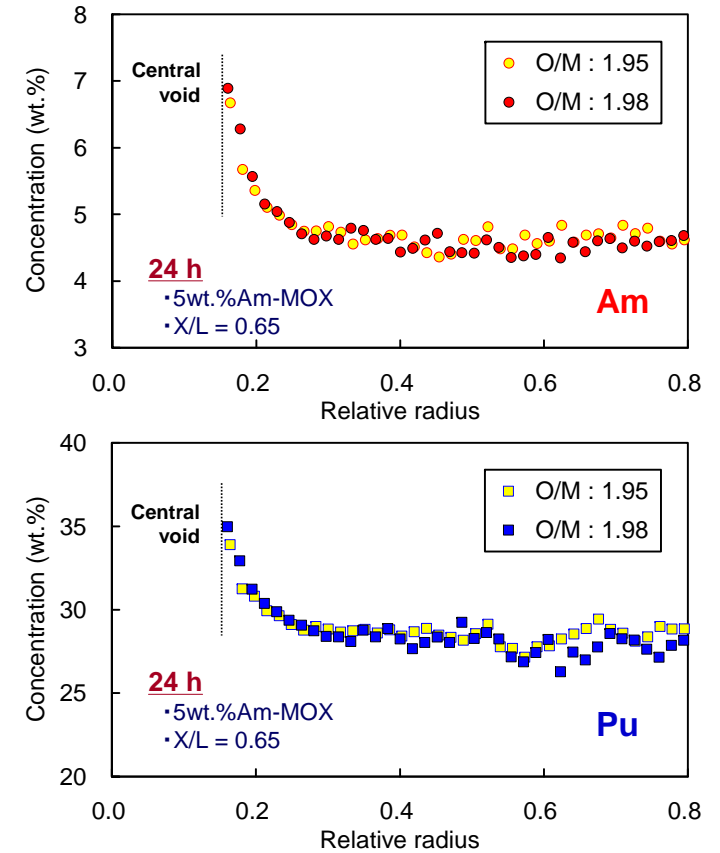 8
7
6
5
4
3
Concentration (wt.%)
Central
void
O/M : 1.95
O/M : 1.98
24 h
・5wt.%Am-MOX
・X/L = 0.65
Am
0.0 0.2 0.4 0.6 0.8
Relative radius
40
35
30
25
20
Concentration (wt.%)
Central
void
O/M : 1.95
O/M : 1.98
24 h
・5wt.%Am-MOX
・X/L = 0.65
Pu
0.0 0.2 0.4 0.6 0.8
Relative radius